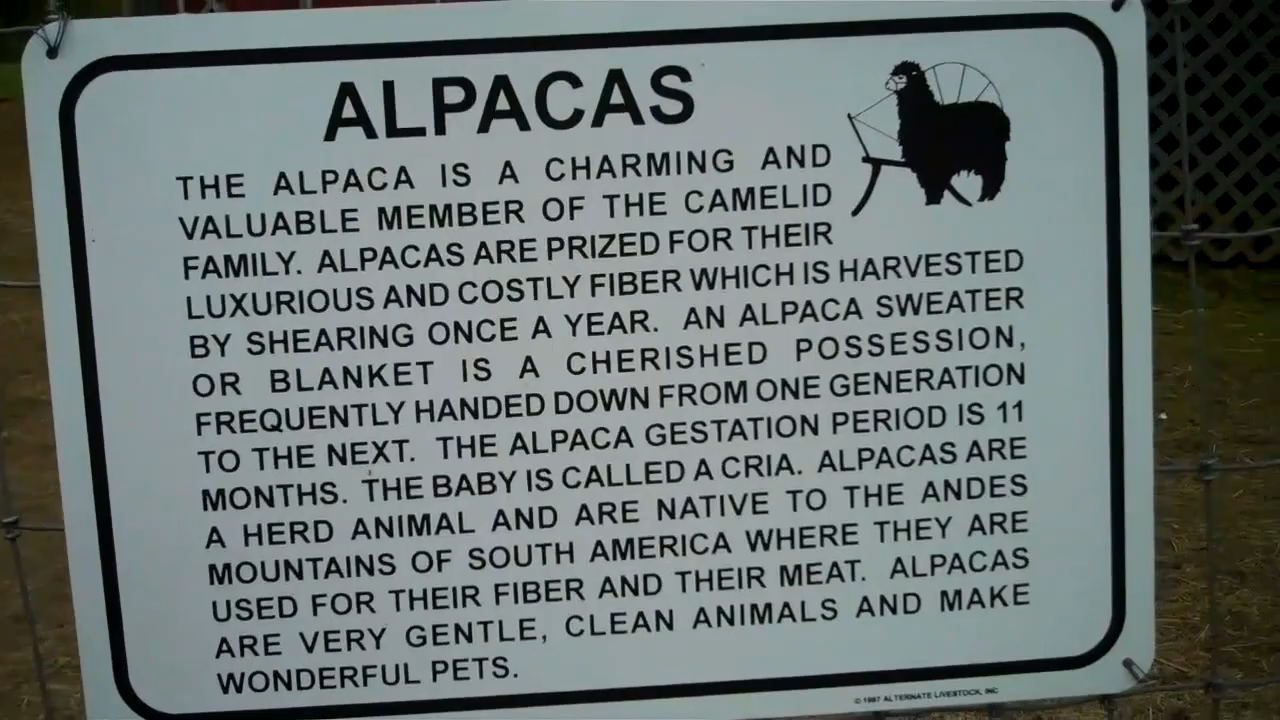 ALPACAS
THE ALPACA IS A CHARMING AND
VALUABLE MEMBER OF THE CAMELID
FAMILY. ALPACAS ARE PRIZED FOR THEIR
LUXURIOUS AND COSTLY FIBER WHICH IS HARVESTED
BY SHEARING ONCE A YEAR. AN ALPACA SWEATER
OR BLANKET IS A CHERISHED POSSESSION,
FREQUENTLY HANDED DOWN FROM ONE GENERATION
TO THE NEXT. THE ALPACA GESTATION PERIOD IS 11
MONTHS. THE BABY IS CALLED A CRIA. ALPACAS ARE
A HERD ANIMAL AND ARE NATIVE TO THE ANDES
MOUNTAINS OF SOUTH AMERICA WHERE THEY ARE
USED FOR THEIR FIBER AND THEIR MEAT. ALPACAS
ARE VERY GENTLE, CLEAN ANIMALS AND MAKE
WONDERFUL PETS.
© 1997 ALTERNATE LIVESTOCK, INC